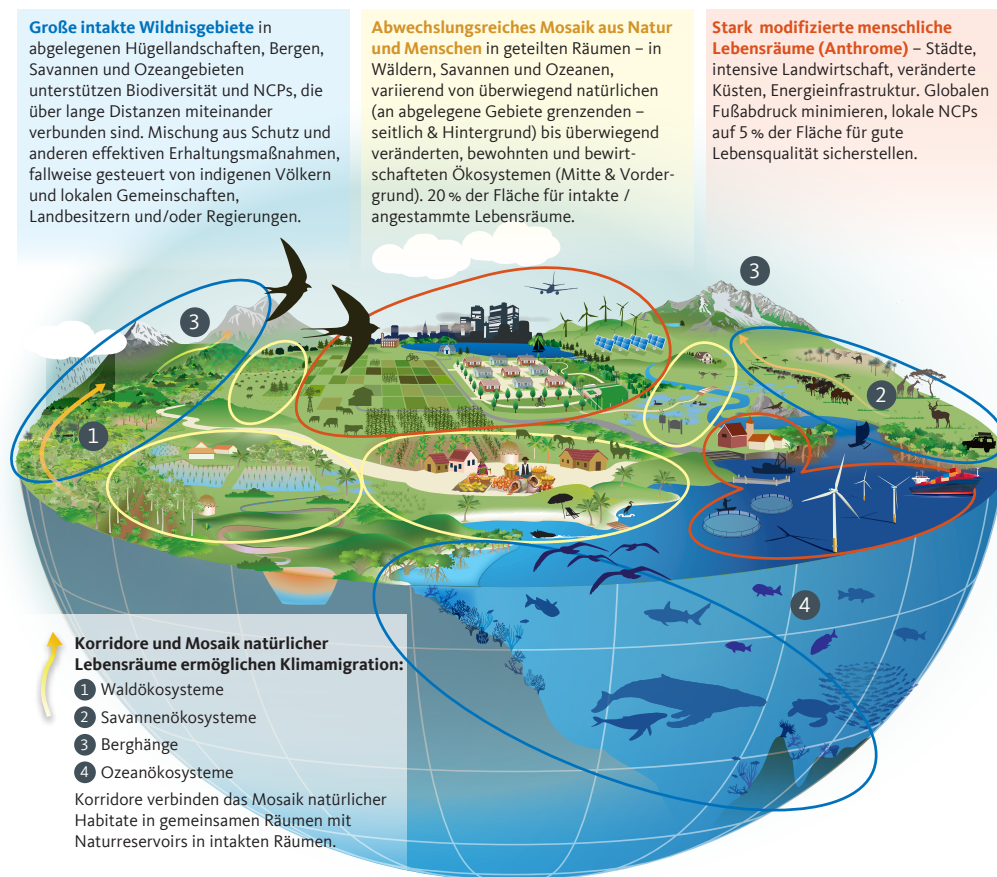 Große intakte Wildnisgebiete in
abgelegenen Hügellandschaften, Bergen,
Savannen und Ozeangebieten
unterstützen Biodiversität und NCPs, die
über lange Distanzen miteinander
verbunden sind. Mischung aus Schutz und
anderen effektiven Erhaltungsmaßnahmen,
fallweise gesteuert von indigenen Völkern
und lokalen Gemeinschaften,
Landbesitzern und/oder Regierungen.
Abwechslungsreiches Mosaik aus Natur
und Menschen in geteilten Räumen – in
Wäldern, Savannen und Ozeanen,
variierend von überwiegend natürlichen
(an abgelegene Gebiete grenzenden –
seitlich & Hintergrund) bis überwiegend
veränderten, bewohnten und bewirt-
schafteten Ökosystemen (Mitte & Vorder-
grund). 20 % der Fläche für intakte /
angestammte Lebensräume.
Stark modifizierte menschliche
Lebensräume (Anthrome) – Städte,
intensive Landwirtschaft, veränderte
Küsten, Energieinfrastruktur. Globalen
Fußabdruck minimieren, lokale NCPs
auf 5 % der Fläche für gute
Lebensqualität sicherstellen.
3
3
2
1
4
Korridore und Mosaik natürlicher
Lebensräume ermöglichen Klimamigration:
1 Waldökosysteme
2 Savannenökosysteme
3 Berghänge
4 Ozeanökosysteme
Korridore verbinden das Mosaik natürlicher
Habitate in gemeinsamen Räumen mit
Naturreservoirs in intakten Räumen.